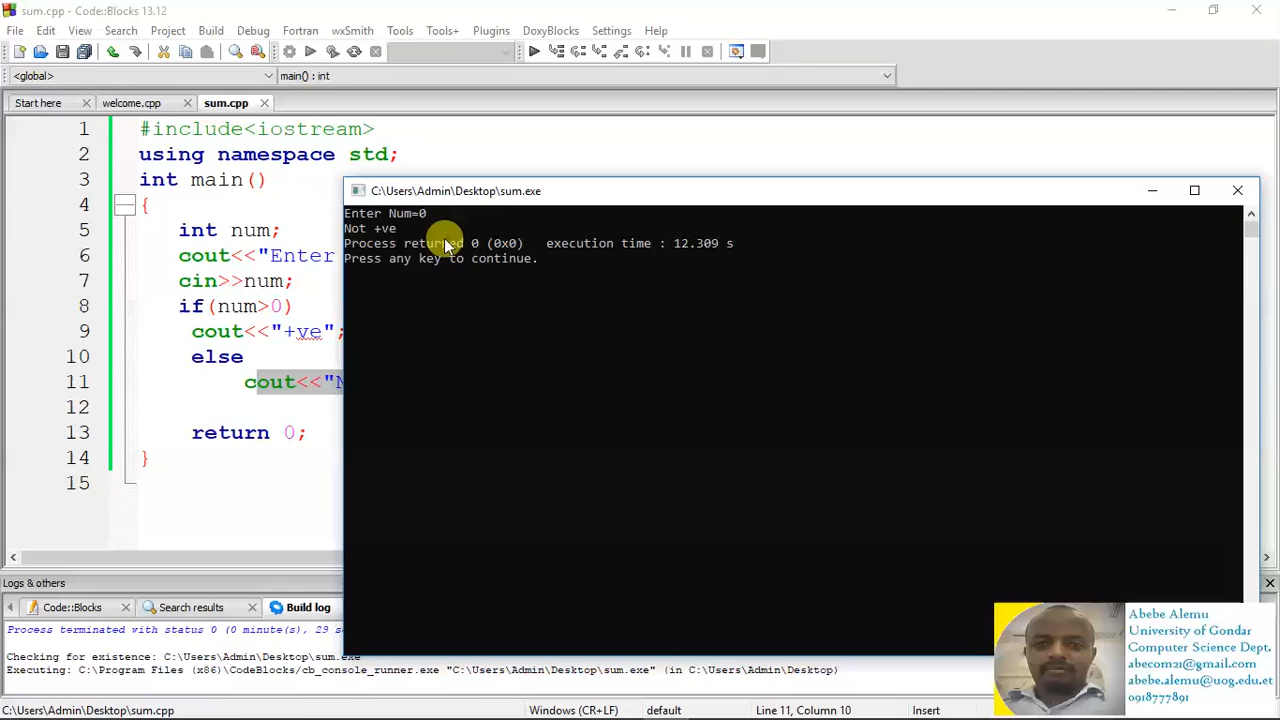 sum.cpp - Code::Blocks 13.12
File Edit View Search Project Build Debug Fortran wxSmith Tools Tools+ Plugins DoxyBlocks Settings Help
<global> main() : int
Start here welcome.cpp sum.cpp
1 #include<iostream>
2 using namespace std;
3 int main()
4 {
5 int num;
6 cout<<"Enter
7 cin>>num;
8 if(num>0)
9 cout<<"+ve";
10 else
11 cout<<"N
12
13 return 0;
14 }
15
C:\Users\Admin\Desktop\sum.exe
Enter Num=0
Not +ve
Process returned 0 (0x0) execution time : 12.309 s
Press any key to continue.
Logs & others
Code::Blocks Search results Build log
Process terminated with status 0 (0 minute(s), 29 se
Checking for existence: C:\Users\Admin\Desktop\sum.exe
Executing: C:\Program Files (x86)\CodeBlocks/cb_console_runner.exe "C:\Users\Admin\Desktop\sum.exe" (in C:\Users\Admin\Desktop)
C:\Users\Admin\Desktop\sum.cpp Windows (CR+LF) default Line 11, Column 10 Insert
Abebe Alemu
University of Gondar
Computer Science Dept.
abecom21@gmail.com
abebe.alemu@uog.edu.et
0918777891